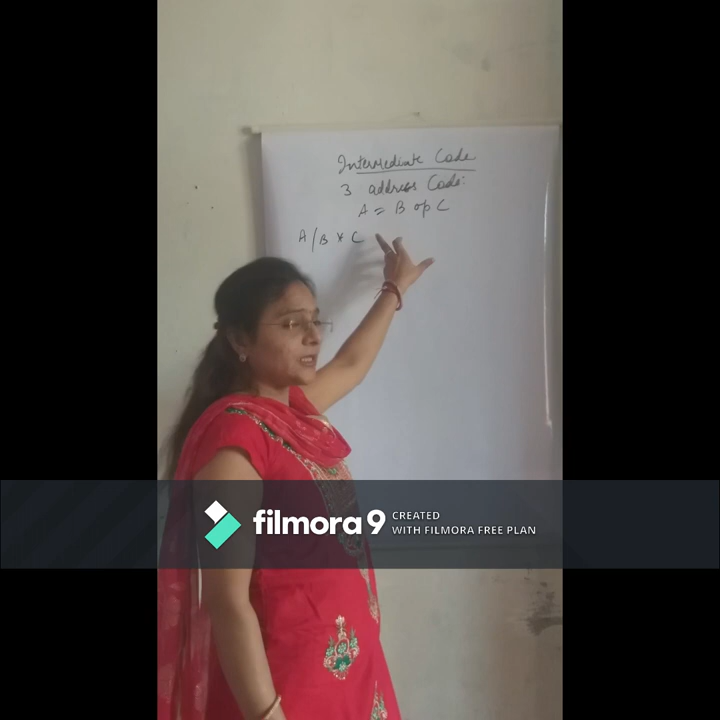 Intermediate Code
3 address Code:
A = B op C
A/B * C
filmora 9
CREATED
WITH FILMORA FREE PLAN